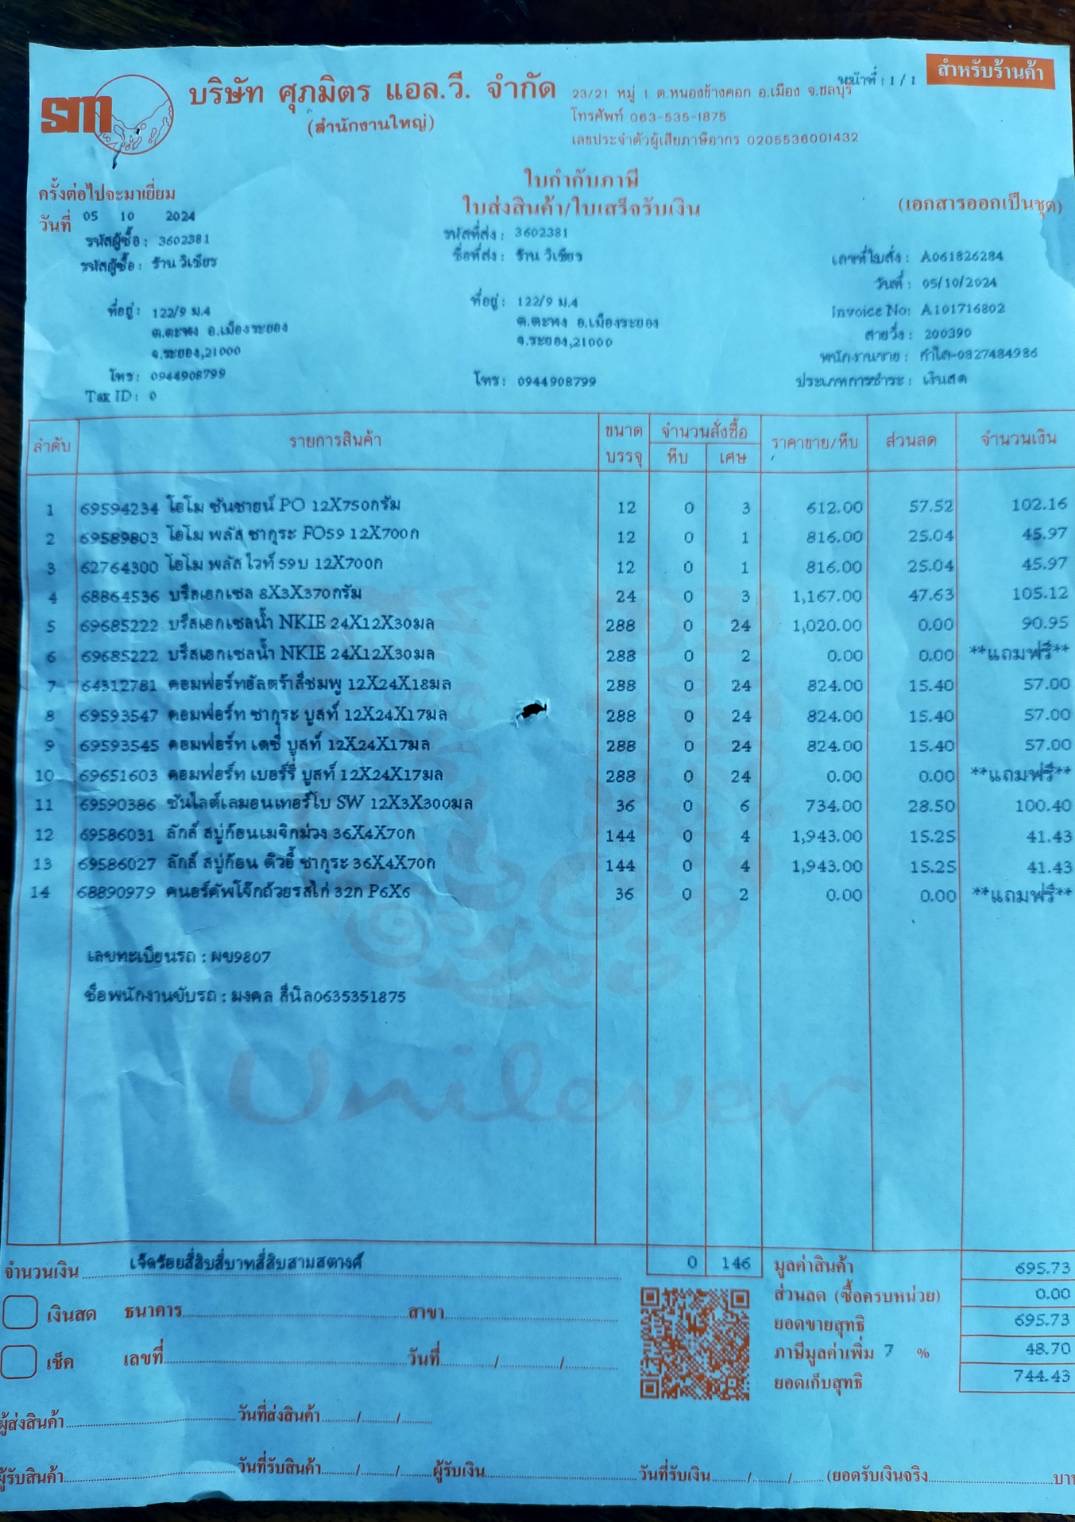 sm
บริษัท ศุภมิตร แอล.วี. จำกัด
(สำนักงานใหญ่)
23/21 หมู่ 1 ต.หนองข้างคอก อ.เมือง จ.ชลบุรี
โทรศัพท์ 063-535-1875
เลขประจำตัวผู้เสียภาษีอากร 0205536001432
หน้าที่ : 1 / 1
สำหรับร้านค้า
ใบกำกับภาษี
ใบส่งสินค้า/ใบเสร็จรับเงิน
(เอกสารออกเป็นชุด)
ครั้งต่อไปจะมาเยี่ยม
วันที่ 05 10 2024
รหัสผู้ซื้อ : 3602381
รหัสผู้ซื้อ : ร้าน วิเชียร
ที่อยู่ : 122/9 ม.4
ต.ตะพง อ.เมืองระยอง
จ.ระยอง,21000
โทร : 0944908799
Tax ID : 0
รหัสที่ส่ง : 3602381
ชื่อที่ส่ง : ร้าน วิเชียร
ที่อยู่ : 122/9 ม.4
ต.ตะพง อ.เมืองระยอง
จ.ระยอง,21000
โทร : 0944908799
เลขที่ใบสั่ง : A061826284
วันที่ : 05/10/2024
Invoice No: A101716802
สายวิ่ง : 200390
พนักงานขาย : กำไล-0827484986
ประเภทการชำระ : เงินสด
ลำดับ รายการสินค้า ขนาดบรรจุ จำนวนสั่งซื้อ หีบ เศษ ราคาขาย/หีบ ส่วนลด จำนวนเงิน
1 69594234 โอโม ซันชายน์ PO 12X750กรัม 12 0 3 612.00 57.52 102.16
2 69589803 โอโม พลัส ซากุระ FO59 12X700ก 12 0 1 816.00 25.04 45.97
3 62764300 โอโม พลัส ไวท์ 59บ 12X700ก 12 0 1 816.00 25.04 45.97
4 68864536 บรีสเอกเซล 8X3X370กรัม 24 0 3 1,167.00 47.63 105.12
5 69685222 บรีสเอกเซลน้ำ NKIE 24X12X30มล 288 0 24 1,020.00 0.00 90.95
6 69685222 บรีสเอกเซลน้ำ NKIE 24X12X30มล 288 0 2 0.00 0.00 **แถมฟรี**
7 64312781 คอมฟอร์ทอัลตร้าสีชมพู 12X24X18มล 288 0 24 824.00 15.40 57.00
8 69593547 คอมฟอร์ท ซากุระ บูสท์ 12X24X17มล 288 0 24 824.00 15.40 57.00
9 69593545 คอมฟอร์ท เดซี่ บูสท์ 12X24X17มล 288 0 24 824.00 15.40 57.00
10 69651603 คอมฟอร์ท เบอร์รี่ บูสท์ 12X24X17มล 288 0 24 0.00 0.00 **แถมฟรี**
11 69590386 ซันไลต์เลมอนเทอร์โบ SW 12X3X300มล 36 0 6 734.00 28.50 100.40
12 69586031 ลักส์ สบู่ก้อนเมจิกม่วง 36X4X70ก 144 0 4 1,943.00 15.25 41.43
13 69586027 ลักส์ สบู่ก้อน ดิวอี้ ซากุระ 36X4X70ก 144 0 4 1,943.00 15.25 41.43
14 68890979 คนอร์คัพโจ๊กถ้วยรสไก่ 32ก P6X6 36 0 2 0.00 0.00 **แถมฟรี**
เลขทะเบียนรถ : ผข9807
ชื่อพนักงานขับรถ : มงคล สีนิล0635351875
Unilever
จำนวนเงิน เจ็ดร้อยสี่สิบสี่บาทสี่สิบสามสตางค์ 0 146
มูลค่าสินค้า 695.73
ส่วนลด (ซื้อครบหน่วย) 0.00
ยอดขายสุทธิ 695.73
ภาษีมูลค่าเพิ่ม 7 % 48.70
ยอดเก็บสุทธิ 744.43
เงินสด ธนาคาร สาขา
เช็ค เลขที่ วันที่ / /
ผู้ส่งสินค้า วันที่ส่งสินค้า / /
ผู้รับสินค้า วันที่รับสินค้า / / ผู้รับเงิน วันที่รับเงิน / / (ยอดรับเงินจริง บาท